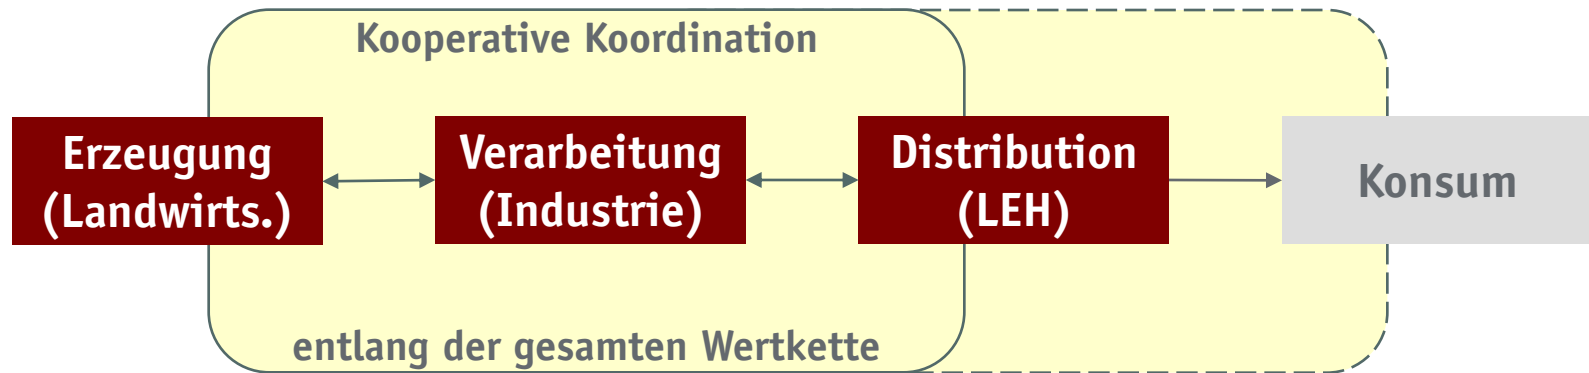 Kooperative Koordination
Erzeugung
(Landwirts.)
Verarbeitung
(Industrie)
Distribution
(LEH)
Konsum
entlang der gesamten Wertkette